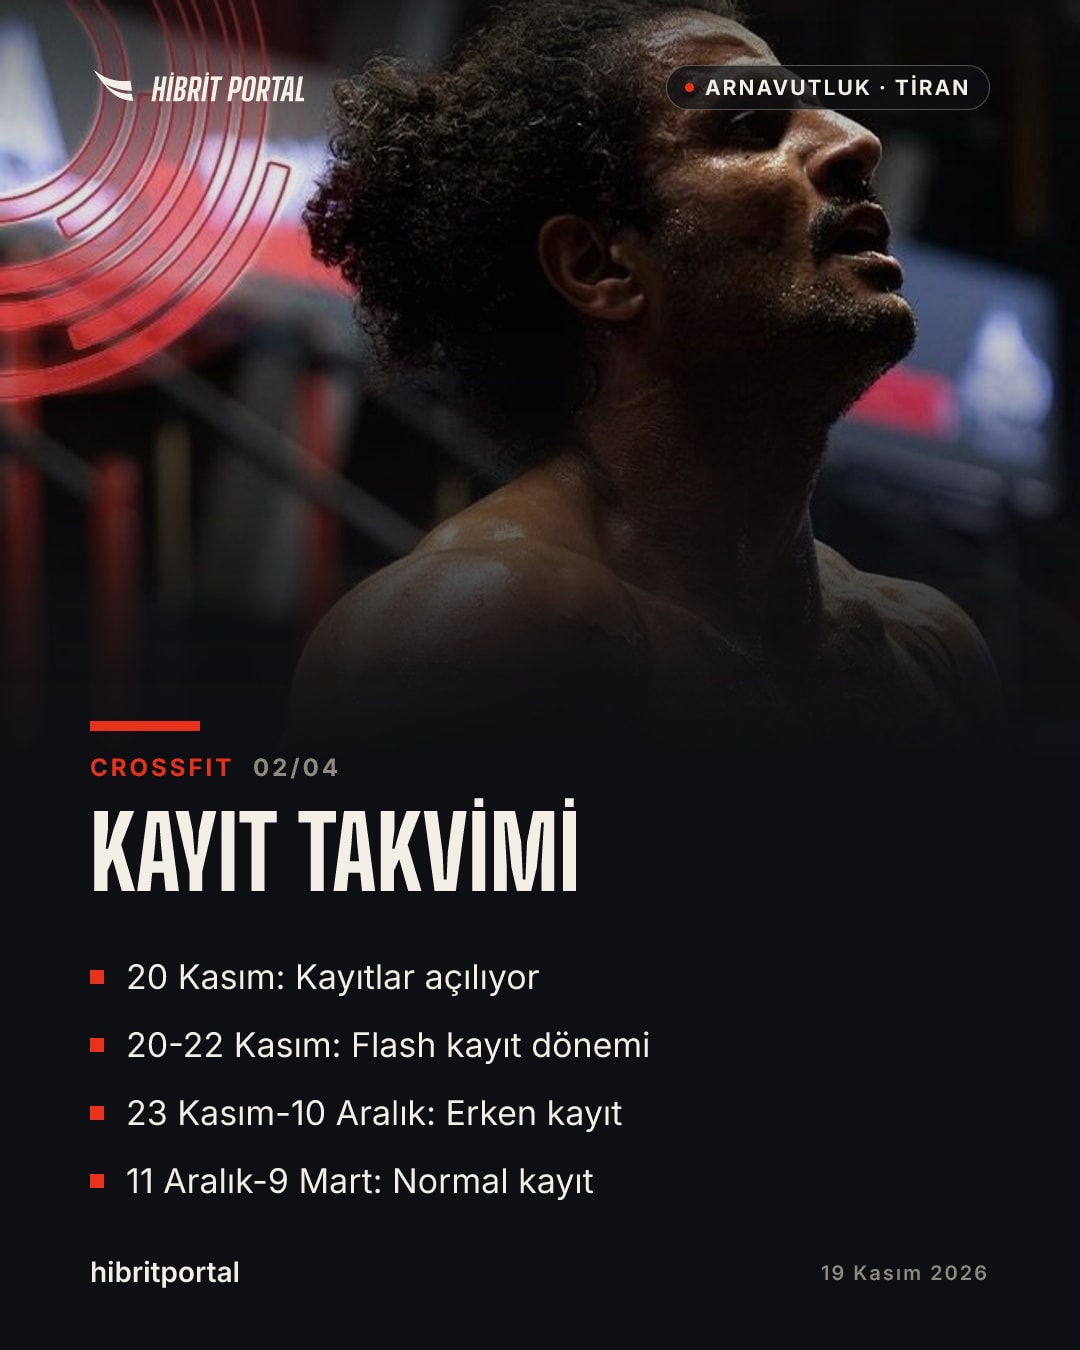 HİBRİT PORTAL
ARNAVUTLUK · TİRAN
CROSSFIT 02/04
KAYIT TAKVİMİ
20 Kasım: Kayıtlar açılıyor
20-22 Kasım: Flash kayıt dönemi
23 Kasım-10 Aralık: Erken kayıt
11 Aralık-9 Mart: Normal kayıt
hibritportal
19 Kasım 2026